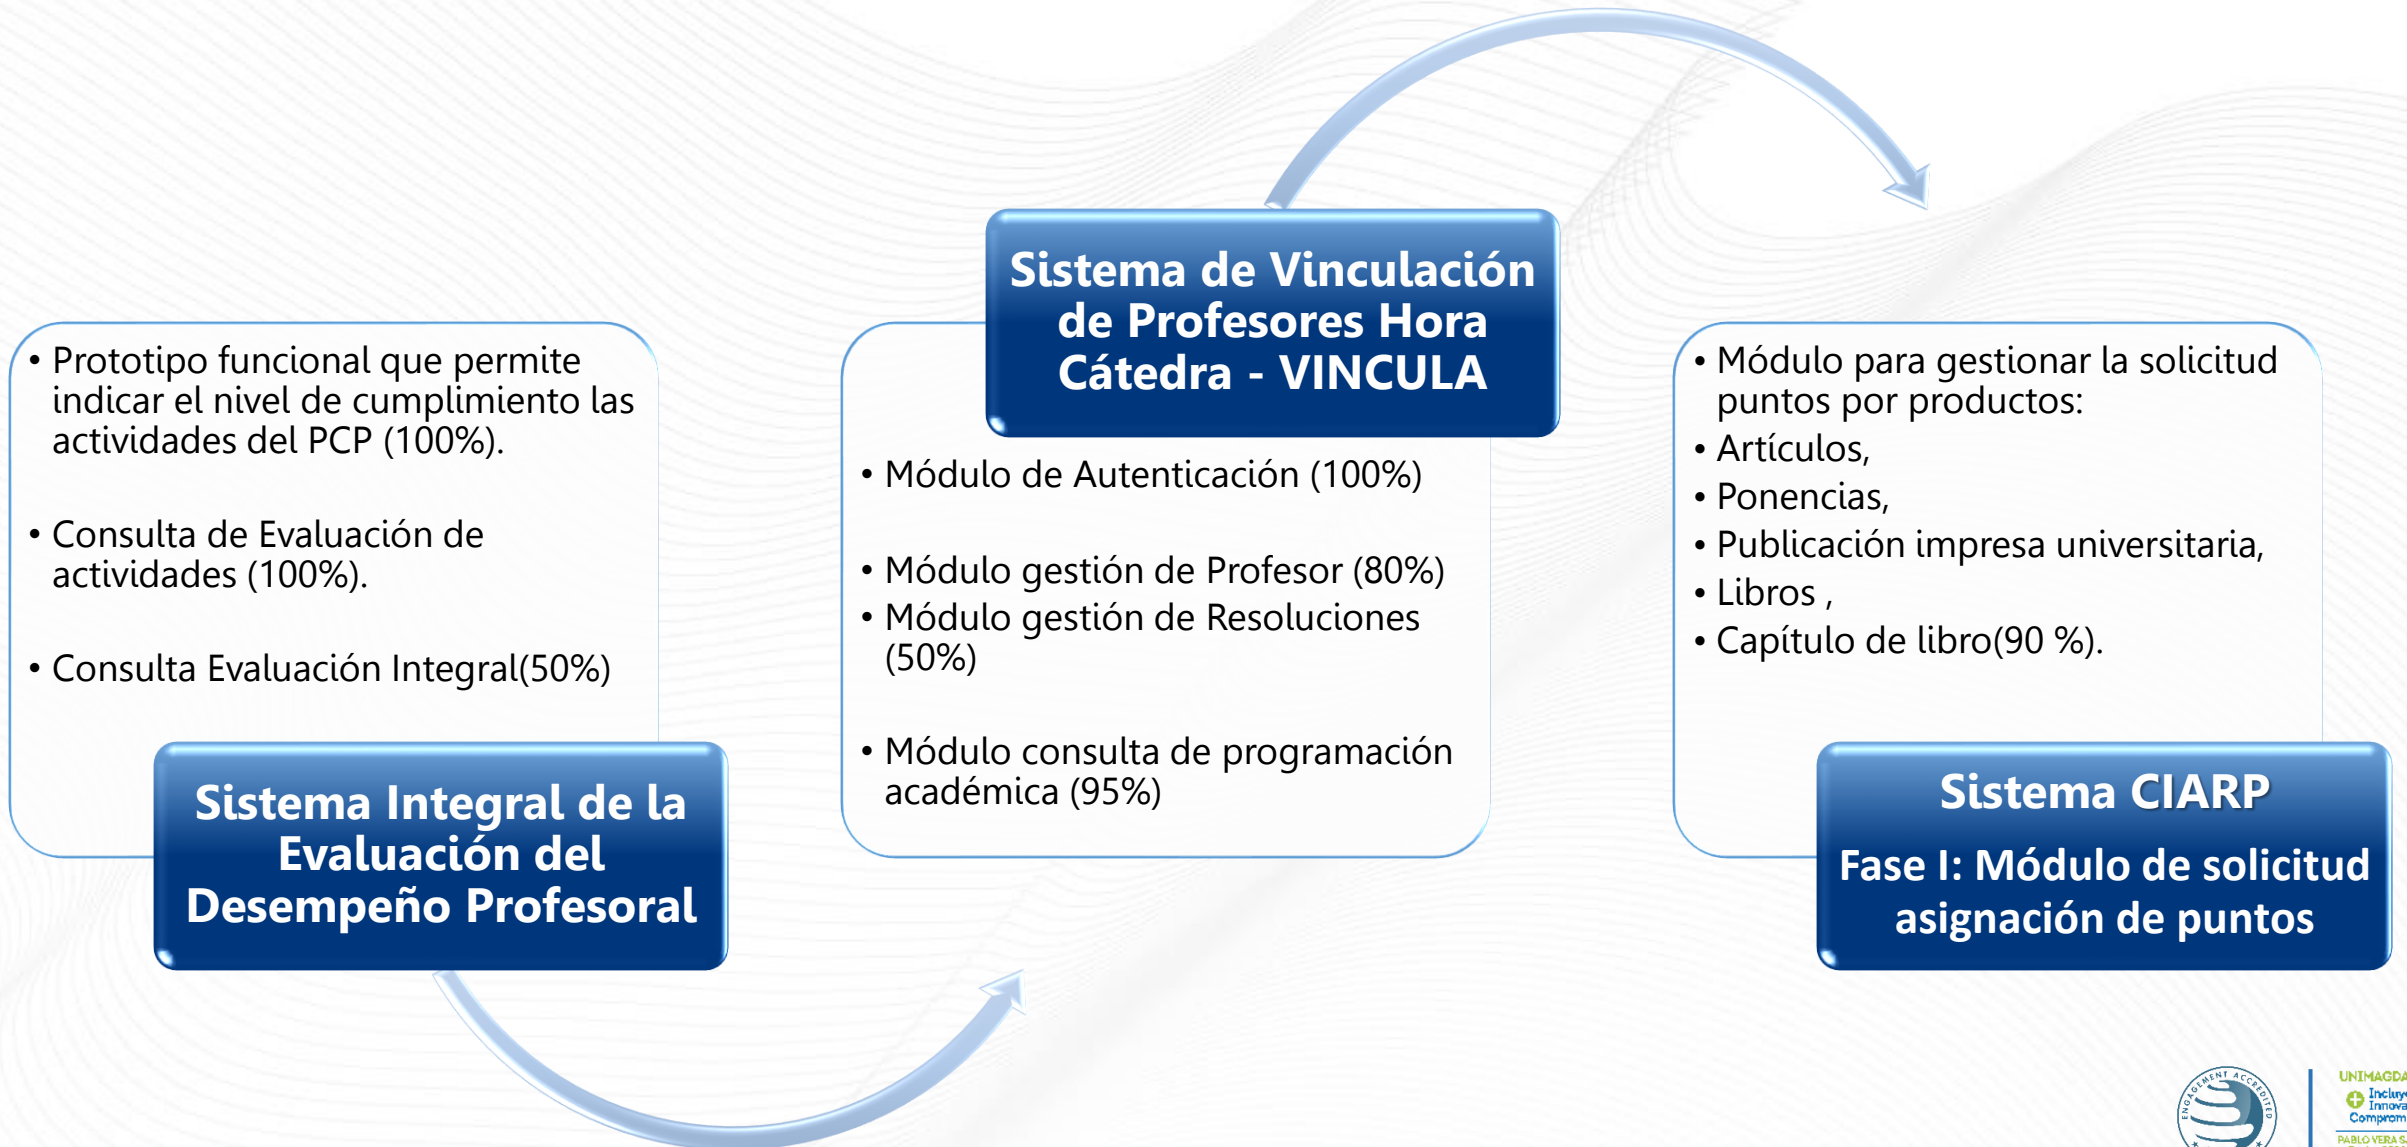 • Prototipo funcional que permite
indicar el nivel de cumplimiento las
actividades del PCP (100%).
• Consulta de Evaluación de
actividades (100%).
• Consulta Evaluación Integral(50%)
Sistema Integral de la
Evaluación del
Desempeño Profesoral
Sistema de Vinculación
de Profesores Hora
Cátedra - VINCULA
• Módulo de Autenticación (100%)
• Módulo gestión de Profesor (80%)
• Módulo gestión de Resoluciones
(50%)
• Módulo consulta de programación
académica (95%)
• Módulo para gestionar la solicitud
puntos por productos:
• Artículos,
• Ponencias,
• Publicación impresa universitaria,
• Libros ,
• Capítulo de libro(90 %).
Sistema CIARP
Fase I: Módulo de solicitud
asignación de puntos
ENGAGEMENT ACCREDITED
PABLO VERA